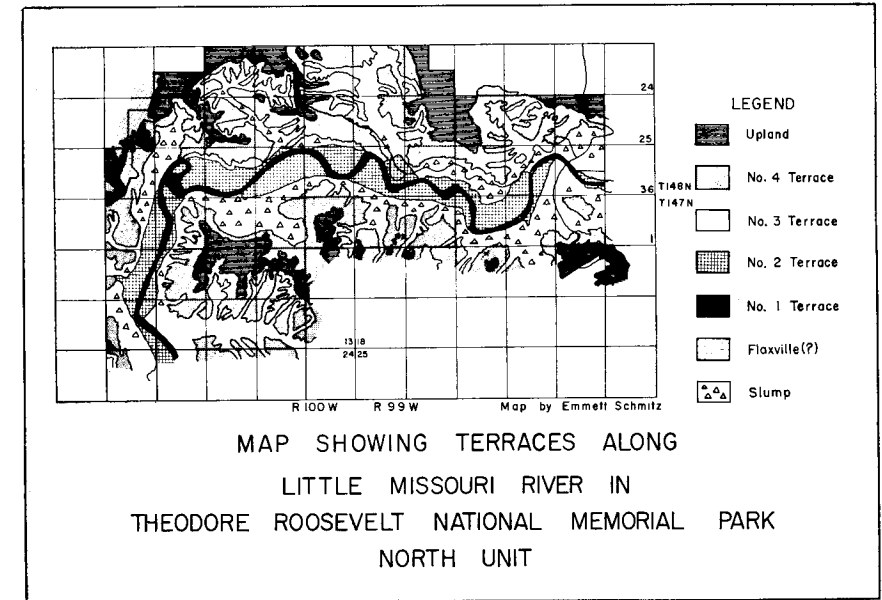 24
25
T148N
36
T147N
1
13 18
24 25
R 100 W R 99 W Map by Emmett Schmitz
LEGEND
Upland
No. 4 Terrace
No. 3 Terrace
No. 2 Terrace
No. 1 Terrace
Flaxville(?)
Slump
MAP SHOWING TERRACES ALONG
LITTLE MISSOURI RIVER IN
THEODORE ROOSEVELT NATIONAL MEMORIAL PARK
NORTH UNIT